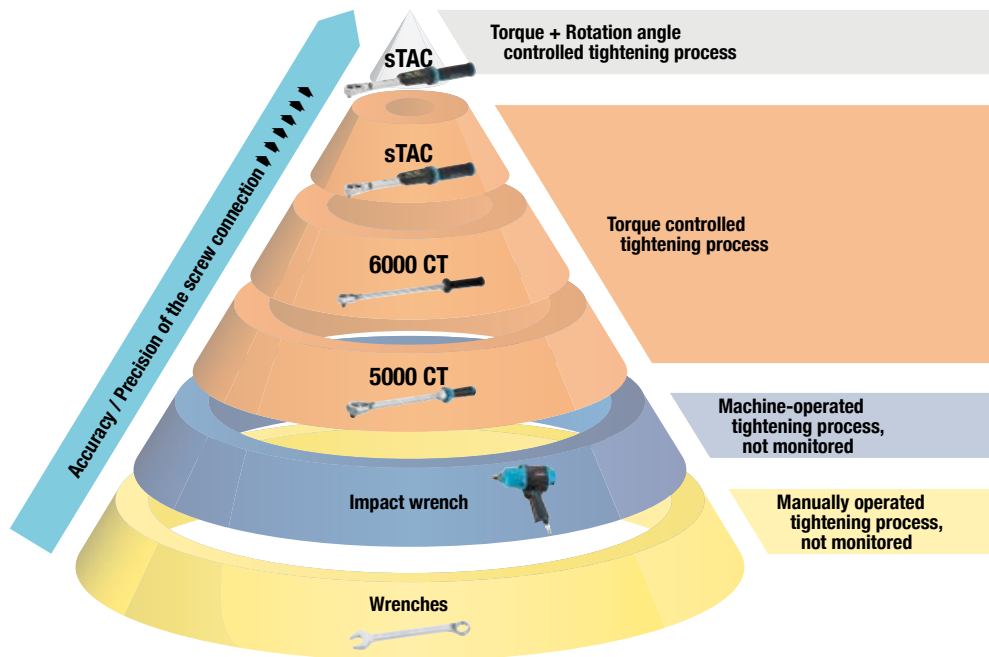 Accuracy / Precision of the screw connection
sTAC
Torque + Rotation angle
controlled tightening process
sTAC
Torque controlled
tightening process
6000 CT
5000 CT
Machine-operated
tightening process,
not monitored
Impact wrench
Manually operated
tightening process,
not monitored
Wrenches